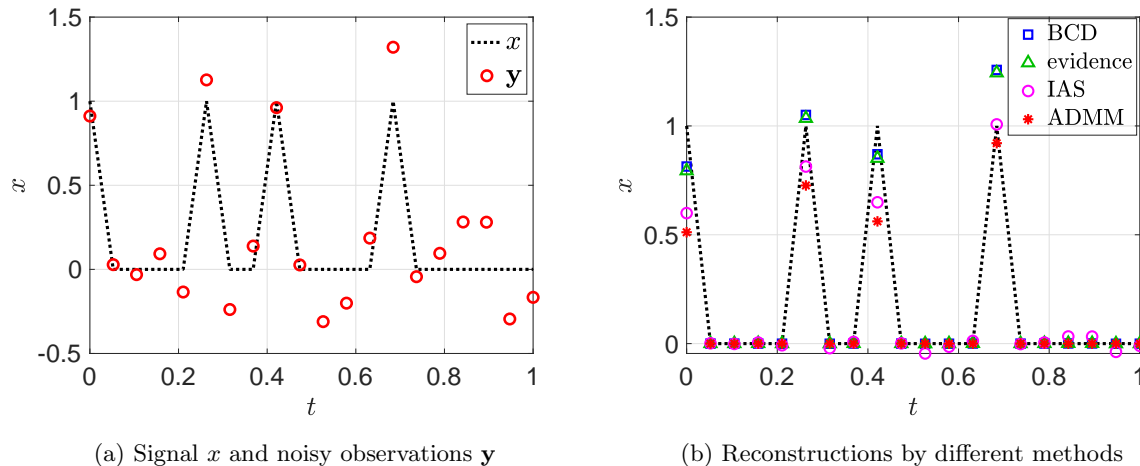 1.5
1
0.5
0
-0.5
x
0 0.2 0.4 0.6 0.8 1
t
x
y
(a) Signal x and noisy observations y
1.5
1
0.5
0
x
0 0.2 0.4 0.6 0.8 1
t
BCD
evidence
IAS
ADMM
(b) Reconstructions by different methods